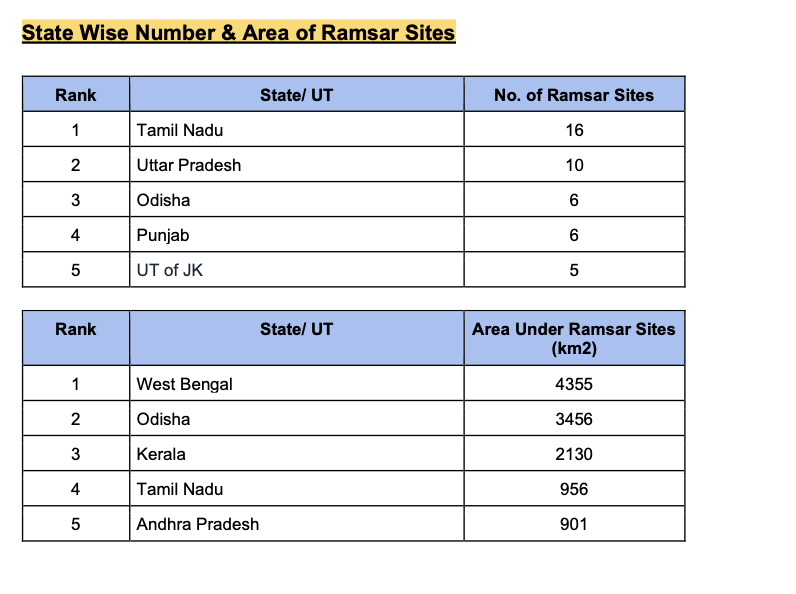 State Wise Number & Area of Ramsar Sites
Rank State/ UT No. of Ramsar Sites
1 Tamil Nadu 16
2 Uttar Pradesh 10
3 Odisha 6
4 Punjab 6
5 UT of JK 5
Rank State/ UT Area Under Ramsar Sites
(km2)
1 West Bengal 4355
2 Odisha 3456
3 Kerala 2130
4 Tamil Nadu 956
5 Andhra Pradesh 901